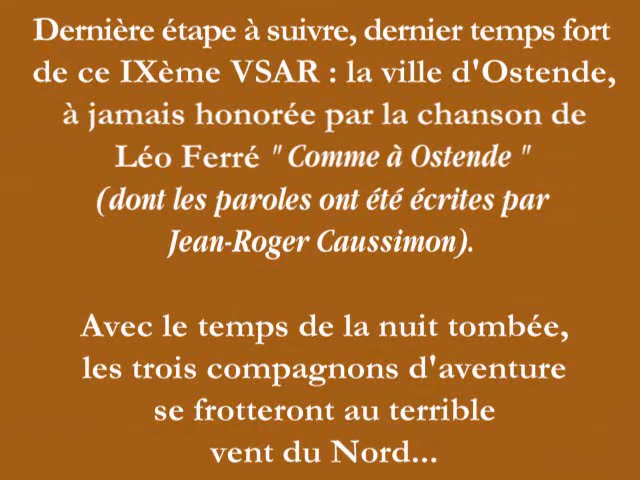 Dernière étape à suivre, dernier temps fort
de ce IXème VSAR : la ville d'Ostende,
à jamais honorée par la chanson de
Léo Ferré " Comme à Ostende "
(dont les paroles ont été écrites par
Jean-Roger Caussimon).
Avec le temps de la nuit tombée,
les trois compagnons d'aventure
se frotteront au terrible
vent du Nord...